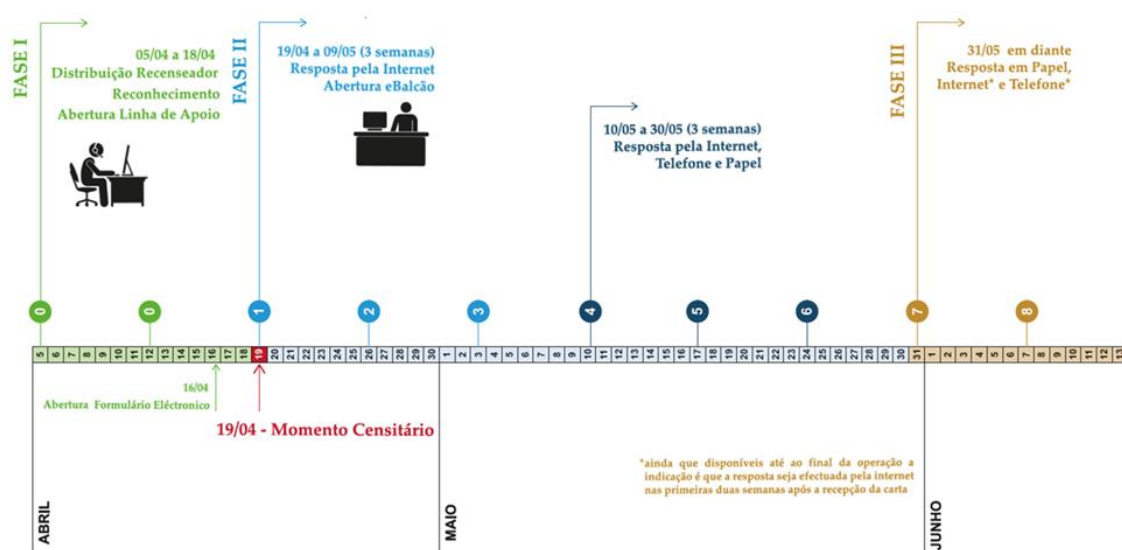 FASE I
05/04 a 18/04
Distribuição Recenseador
Reconhecimento
Abertura Linha de Apoio
FASE II
19/04 a 09/05 (3 semanas)
Resposta pela Internet
Abertura eBalcão
10/05 a 30/05 (3 semanas)
Resposta pela Internet,
Telefone e Papel
FASE III
31/05 em diante
Resposta em Papel,
Internet* e Telefone*
0 0 1 2 3 4 5 6 7 8
5 6 7 8 9 10 11 12 13 14 15 16 17 18 19 20 21 22 23 24 25 26 27 28 29 30 1 2 3 4 5 6 7 8 9 10 11 12 13 14 15 16 17 18 19 20 21 22 23 24 25 26 27 28 29 30 31 1 2 3 4 5 6 7 8 9 10 11 12 13
16/04
Abertura Formulário Eléctronico
19/04 - Momento Censitário
*ainda que disponíveis até ao final da operação a
indicação é que a resposta seja efectuada pela internet
nas primeiras duas semanas após a recepção da carta
ABRIL
MAIO
JUNHO